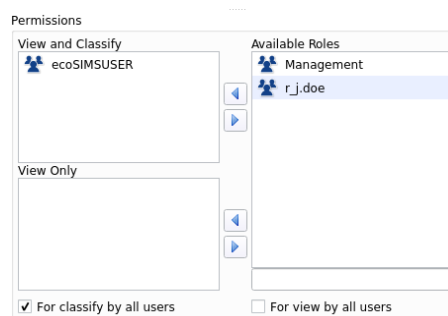 Permissions
View and Classify
Available Roles
ecoSIMSUSER
Management
r_j.doe
View Only
For classify by all users
For view by all users